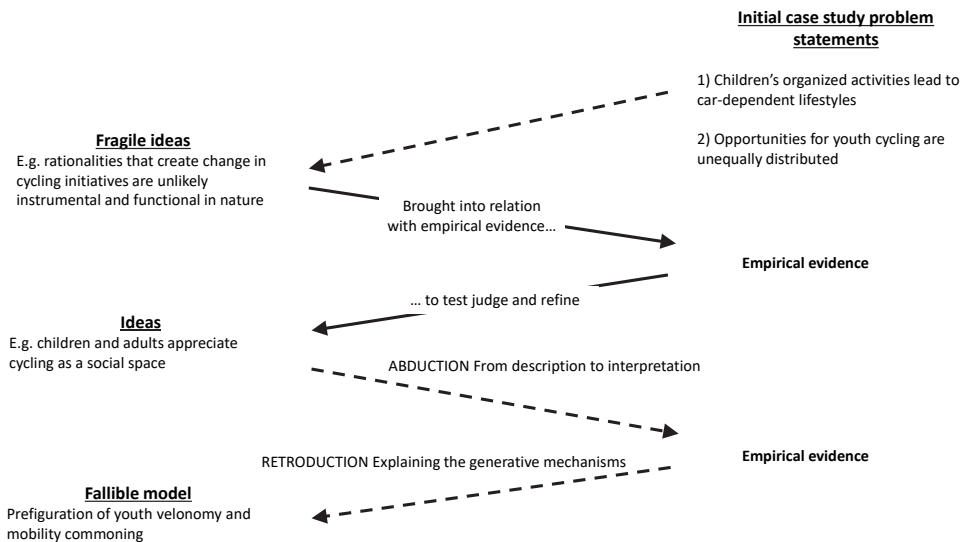 Initial case study problem
statements
1) Children's organized activities lead to
car-dependent lifestyles
2) Opportunities for youth cycling are
unequally distributed
Fragile ideas
E.g. rationalities that create change in
cycling initiatives are unlikely
instrumental and functional in nature
Brought into relation
with empirical evidence…
Empirical evidence
… to test judge and refine
Ideas
E.g. children and adults appreciate
cycling as a social space
ABDUCTION From description to interpretation
Empirical evidence
RETRODUCTION Explaining the generative mechanisms
Fallible model
Prefiguration of youth velonomy and
mobility commoning